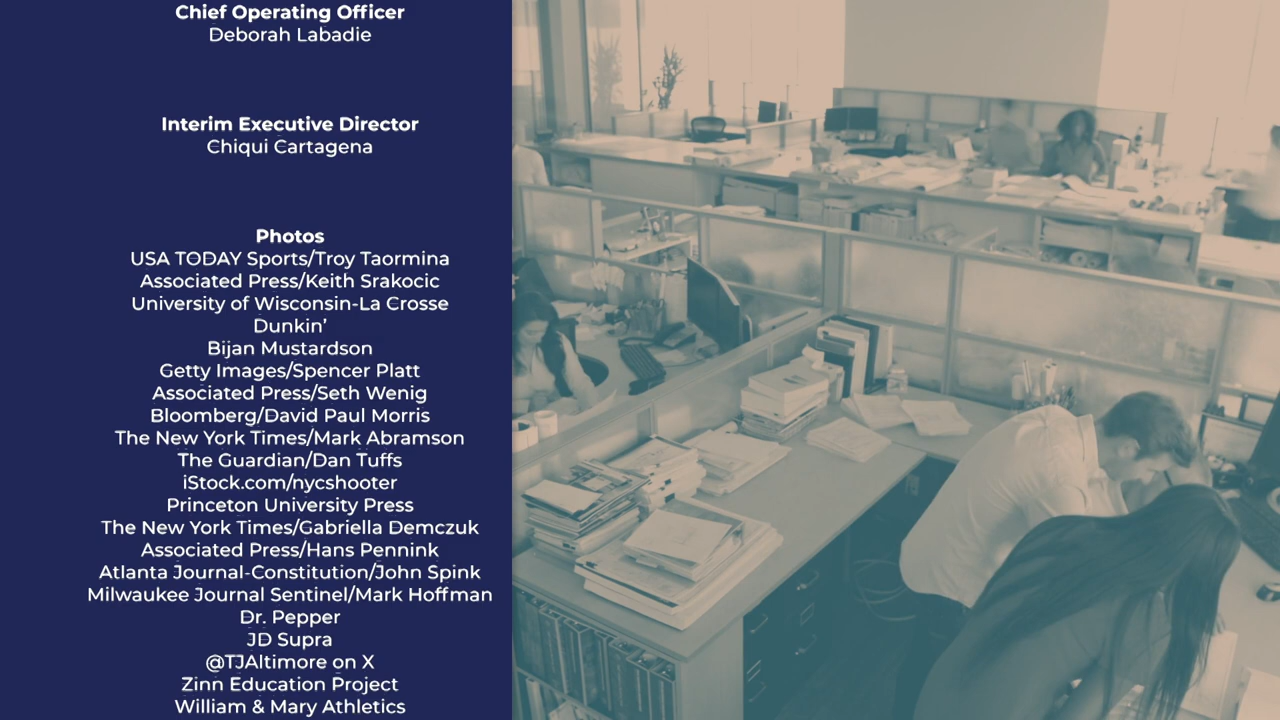 Chief Operating Officer
Deborah Labadie
Interim Executive Director
Chiqui Cartagena
Photos
USA TODAY Sports/Troy Taormina
Associated Press/Keith Srakocic
University of Wisconsin-La Crosse
Dunkin'
Bijan Mustardson
Getty Images/Spencer Platt
Associated Press/Seth Wenig
Bloomberg/David Paul Morris
The New York Times/Mark Abramson
The Guardian/Dan Tuffs
iStock.com/nycshooter
Princeton University Press
The New York Times/Gabriella Demczuk
Associated Press/Hans Pennink
Atlanta Journal-Constitution/John Spink
Milwaukee Journal Sentinel/Mark Hoffman
Dr. Pepper
JD Supra
@TJAltimore on X
Zinn Education Project
William & Mary Athletics